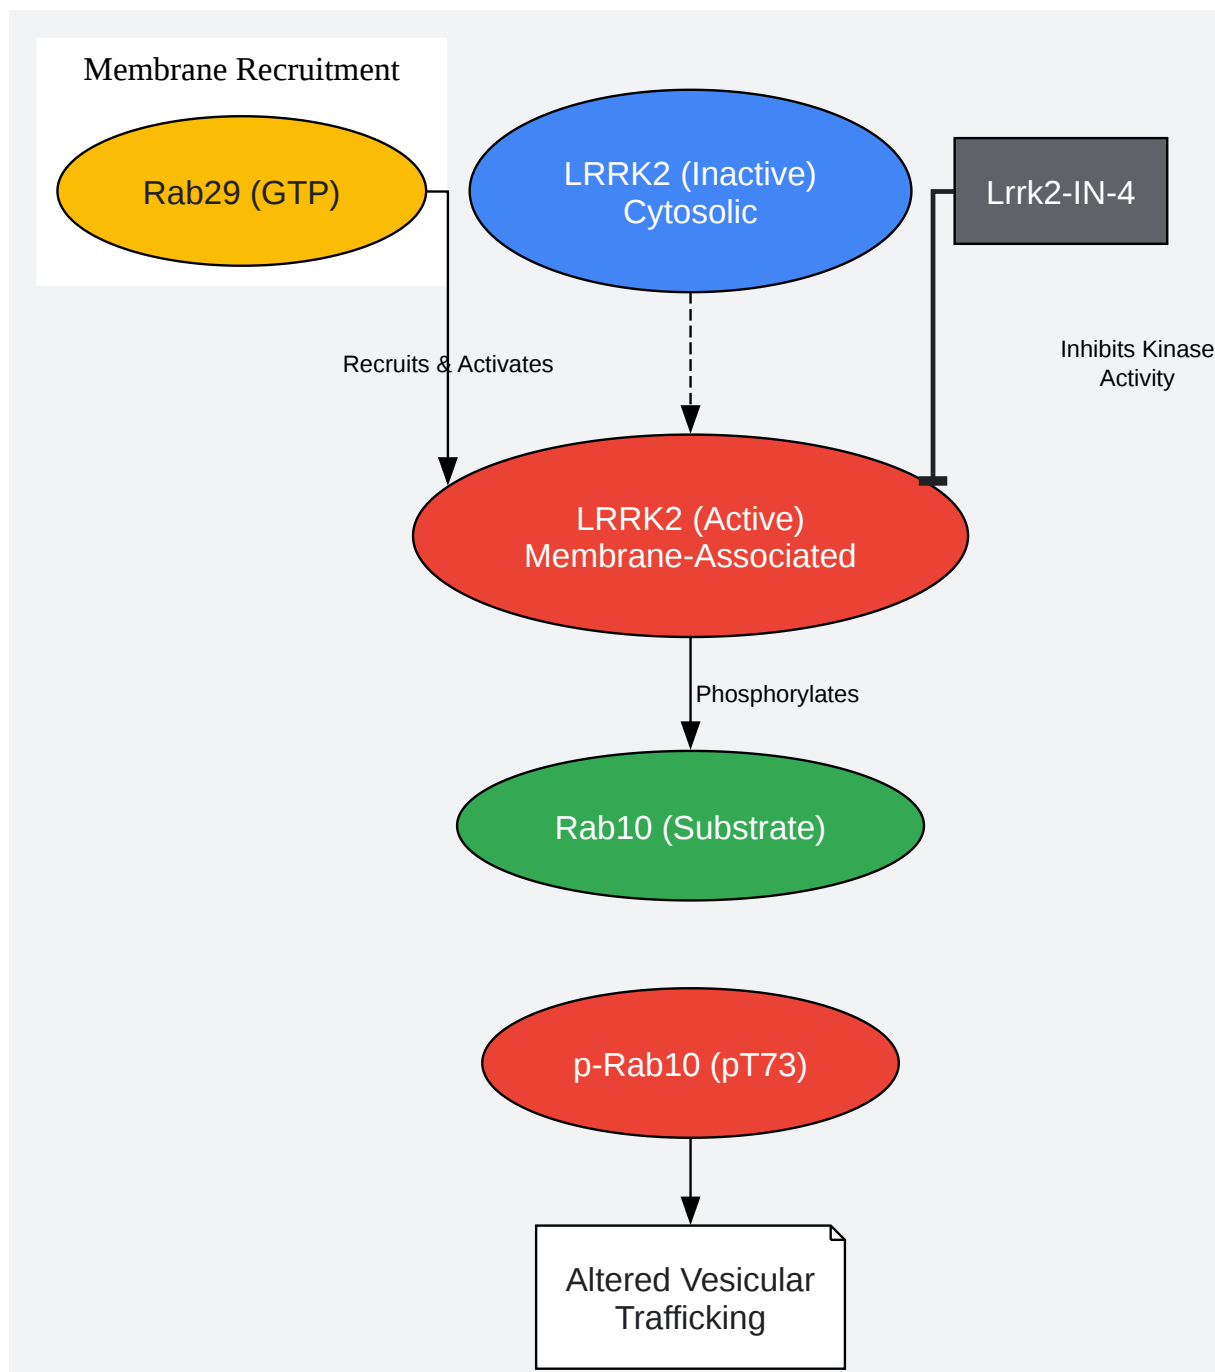 Membrane Recruitment
Rab29 (GTP)
LRRK2 (Inactive)
Cytosolic
Lrrk2-IN-4
Recruits & Activates
Inhibits Kinase
Activity
LRRK2 (Active)
Membrane-Associated
Phosphorylates
Rab10 (Substrate)
p-Rab10 (pT73)
Altered Vesicular
Trafficking